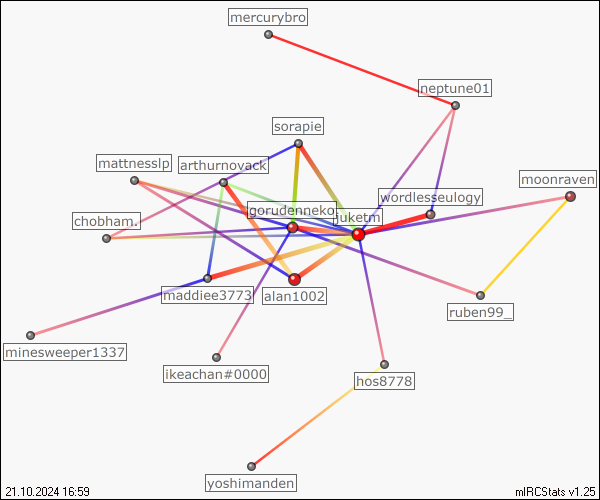 mercurybro
neptune01
sorapie
mattnesslp
arthurnovack
moonraven
wordlesseulogy
gorudenneko
juketm
chobham.
maddiee3773
alan1002
ruben99_
minesweeper1337
ikeachan#0000
hos8778
yoshimanden
21.10.2024 16:59
mIRCStats v1.25